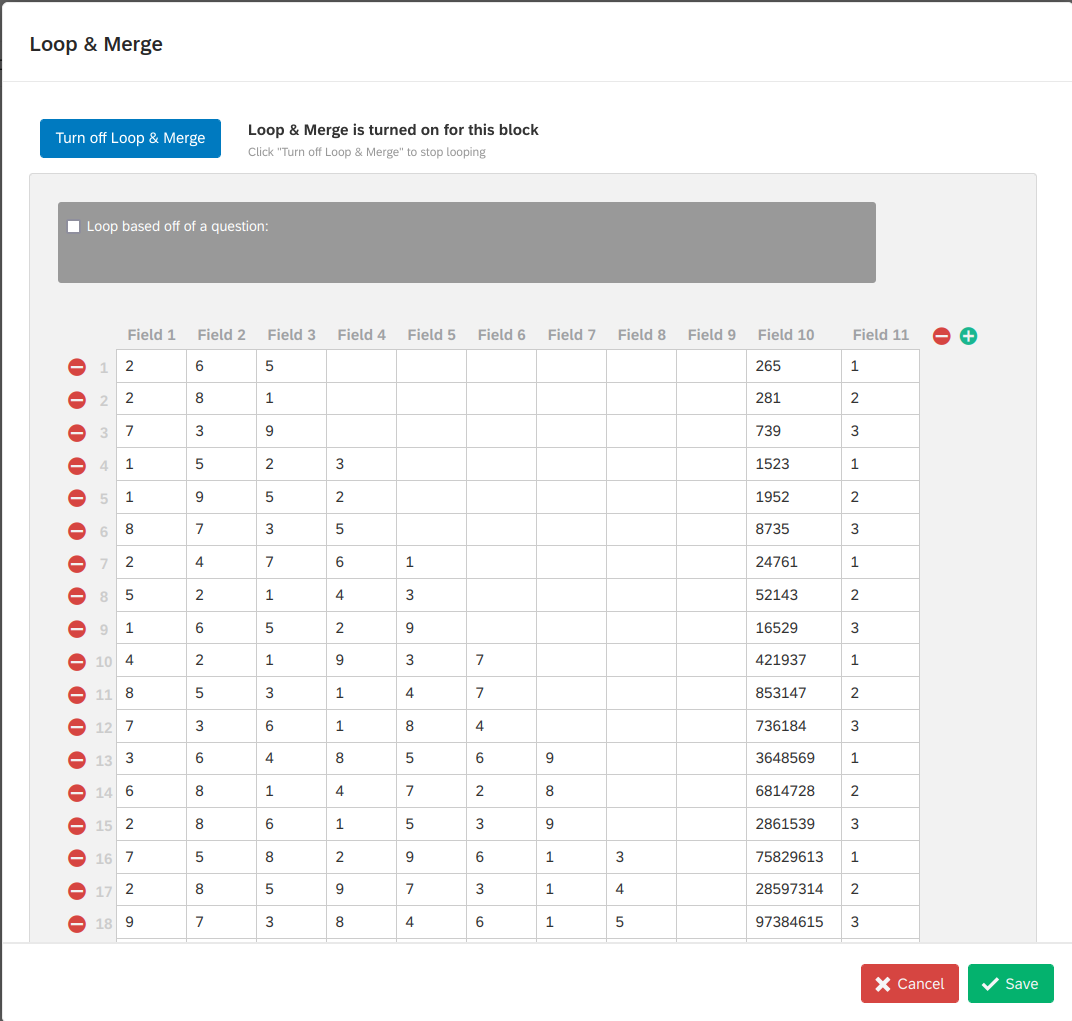 Loop & Merge
Turn off Loop & Merge
Loop & Merge is turned on for this block
Click "Turn off Loop & Merge" to stop looping
Loop based off of a question:
Field 1 Field 2 Field 3 Field 4 Field 5 Field 6 Field 7 Field 8 Field 9 Field 10 Field 11
1 2 6 5 265 1
2 2 8 1 281 2
3 7 3 9 739 3
4 1 5 2 3 1523 1
5 1 9 5 2 1952 2
6 8 7 3 5 8735 3
7 2 4 7 6 1 24761 1
8 5 2 1 4 3 52143 2
9 1 6 5 2 9 16529 3
10 4 2 1 9 3 7 421937 1
11 8 5 3 1 4 7 853147 2
12 7 3 6 1 8 4 736184 3
13 3 6 4 8 5 6 9 3648569 1
14 6 8 1 4 7 2 8 6814728 2
15 2 8 6 1 5 3 9 2861539 3
16 7 5 8 2 9 6 1 3 75829613 1
17 2 8 5 9 7 3 1 4 28597314 2
18 9 7 3 8 4 6 1 5 97384615 3
Cancel Save